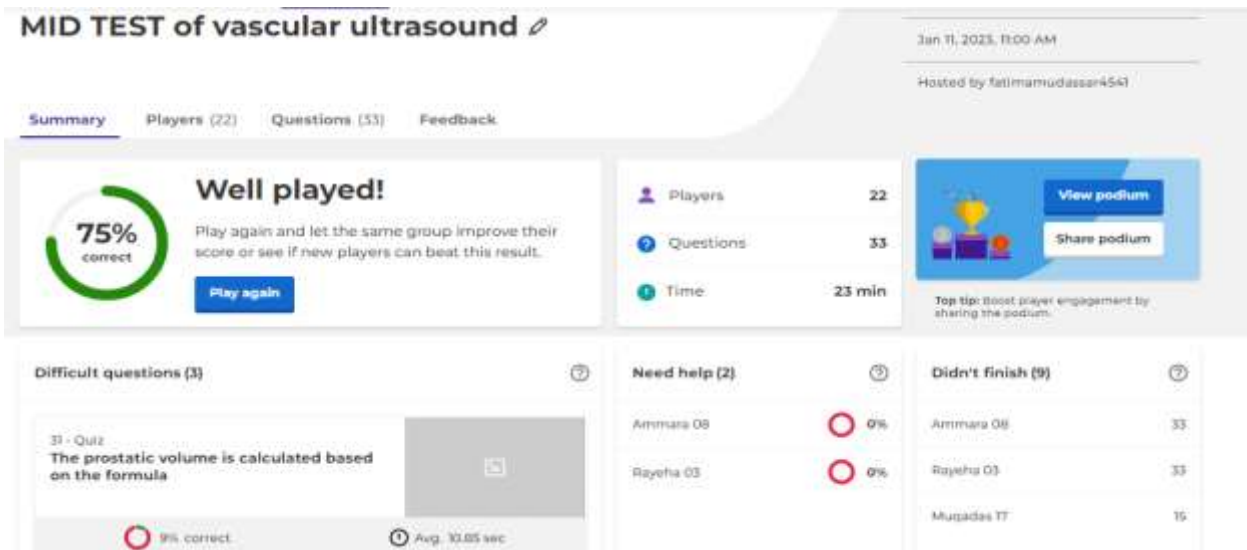 MID TEST of vascular ultrasound
Jan 11, 2023, 11:00 AM
Hosted by fatimamudassar4541
Summary
Players (22)
Questions (33)
Feedback
75%
correct
Well played!
Play again and let the same group improve their
score or see if new players can beat this result.
Play again
Players 22
Questions 33
Time 23 min
View podium
Share podium
Top tip: Boost player engagement by
sharing the podium.
Difficult questions (3)
31 - Quiz
The prostatic volume is calculated based
on the formula
9% correct
Avg. 10.85 sec
Need help (2)
Ammara 08 0%
Rayeha 03 0%
Didn't finish (9)
Ammara 08 33
Rayeha 03 33
Muqadas 17 15